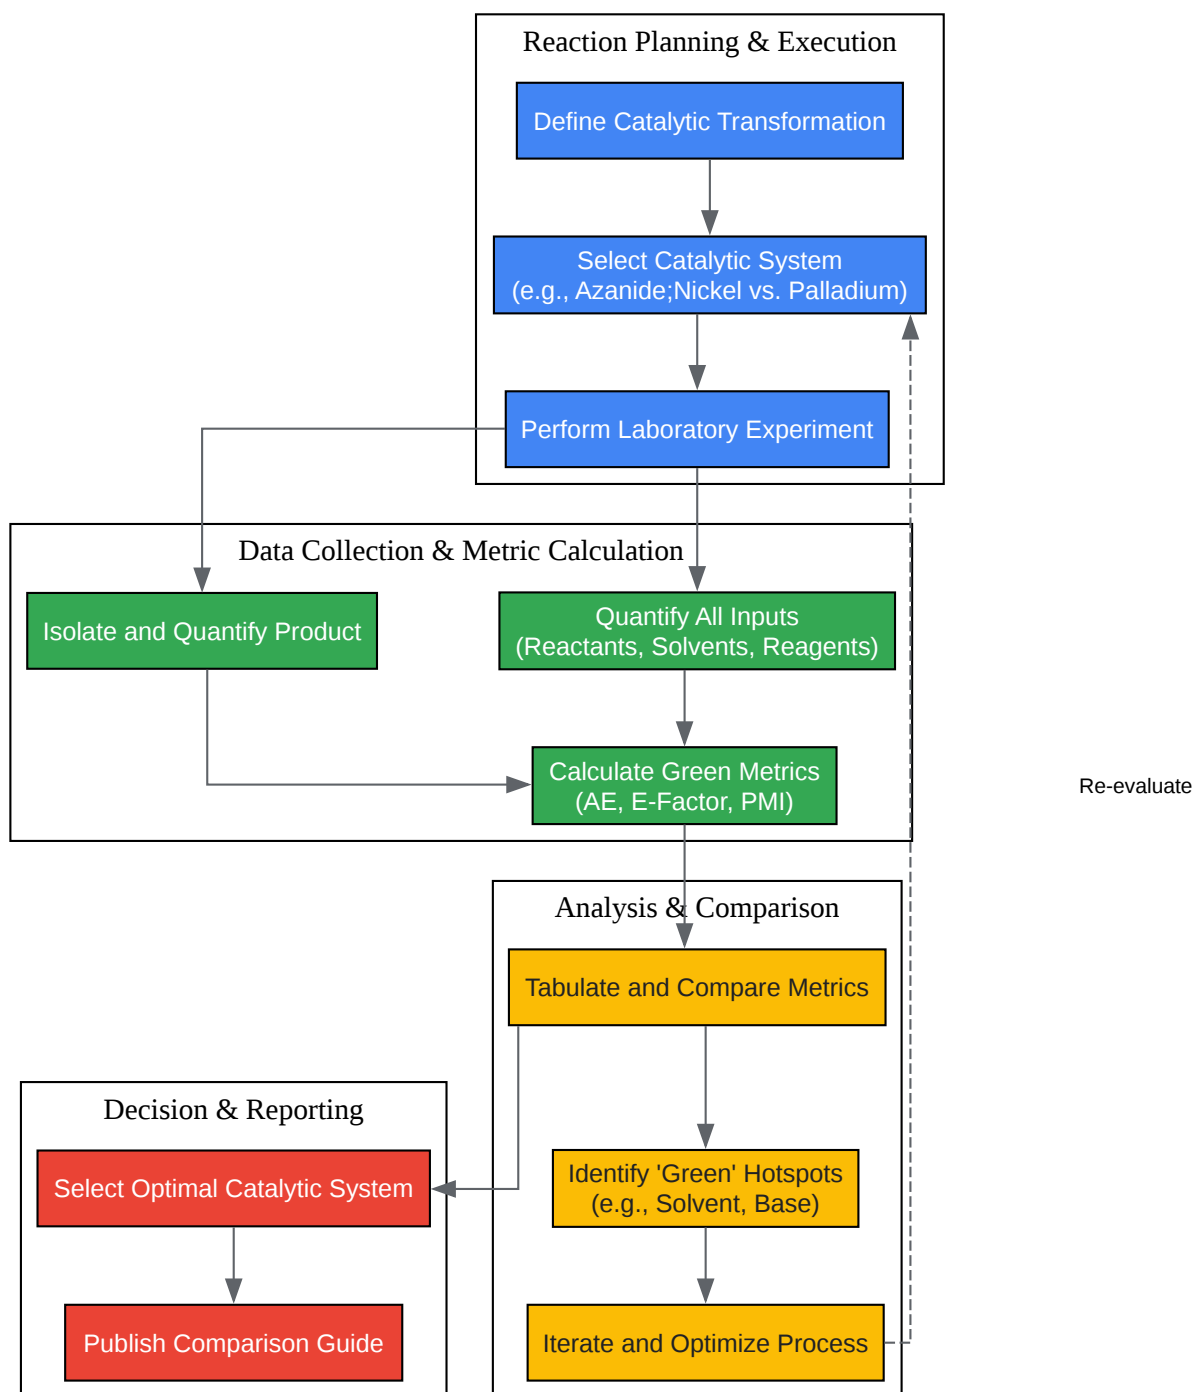 Reaction Planning & Execution
Define Catalytic Transformation
Select Catalytic System
(e.g., Azanide;Nickel vs. Palladium)
Perform Laboratory Experiment
Data Collection & Metric Calculation
Isolate and Quantify Product
Quantify All Inputs
(Reactants, Solvents, Reagents)
Calculate Green Metrics
(AE, E-Factor, PMI)
Re-evaluate
Analysis & Comparison
Tabulate and Compare Metrics
Decision & Reporting
Select Optimal Catalytic System
Identify 'Green' Hotspots
(e.g., Solvent, Base)
Publish Comparison Guide
Iterate and Optimize Process